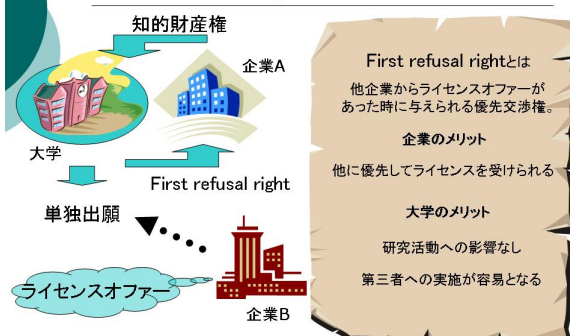 知的財産権
企業A
大学
First refusal right
単独出願
ライセンスオファー
企業B
First refusal rightとは
他企業からライセンスオファーが
あった時に与えられる優先交渉権。
企業のメリット
他に優先してライセンスを受けられる
大学のメリット
研究活動への影響なし
第三者への実施が容易となる